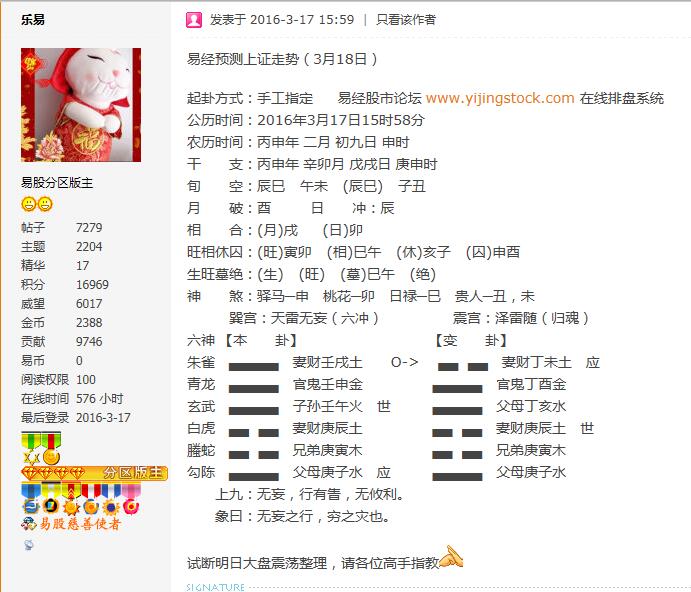 乐易
发表于 2016-3-17 15:59 | 只看该作者
易经预测上证走势（3月18日）
起卦方式：手工指定 易经股市论坛 www.yijingstock.com 在线排盘系统
公历时间：2016年3月17日15时58分
农历时间：丙申年 二月 初九日 申时
干 支：丙申年 辛卯月 戊戌日 庚申时
旬 空：辰巳 午未 (辰巳) 子丑
月 破：酉 日 冲：辰
相 合：(月)戌 (日)卯
旺相休囚：(旺)寅卯 (相)巳午 (休)亥子 (囚)申酉
生旺墓绝：(生) (旺) (墓)巳午 (绝)
神 煞：驿马─申 桃花─卯 日禄─巳 贵人─丑，未
巽宫：天雷无妄（六冲） 震宫：泽雷随（归魂）
六神 【本 卦】 【变 卦】
朱雀 妻财壬戌土 O-> 妻财丁未土 应
青龙 官鬼壬申金 官鬼丁酉金
玄武 子孙壬午火 世 父母丁亥水
白虎 妻财庚辰土 妻财庚辰土 世
螣蛇 兄弟庚寅木 兄弟庚寅木
勾陈 父母庚子水 应 父母庚子水
上九：无妄，行有眚，无攸利。
象曰：无妄之行，穷之灾也。
试断明日大盘震荡整理，请各位高手指教
SIGNATURE
福
易股分区版主
帖子 7279
主题 2204
精华 17
积分 16969
威望 6017
金币 2388
贡献 9746
易币 0
阅读权限 100
在线时间 576 小时
最后登录 2016-3-17
分区版主
易股慈善使者